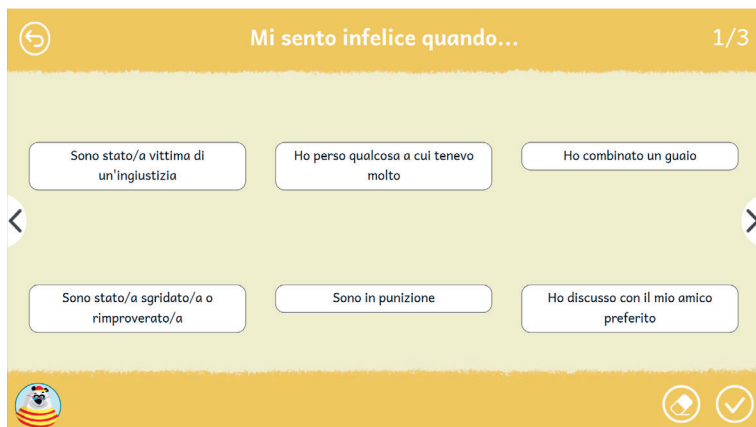 Mi sento infelice quando...
1/3
Sono stato/a vittima di
un'ingiustizia
Ho perso qualcosa a cui tenevo
molto
Ho combinato un guaio
Sono stato/a sgridato/a o
rimproverato/a
Sono in punizione
Ho discusso con il mio amico
preferito